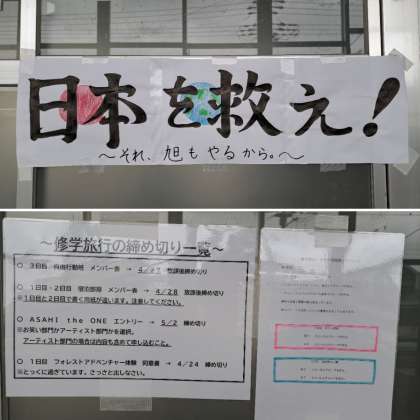 日本を救え!
～それ、旭もやるから。～
～修学旅行の締め切り一覧～
○ 3日目 自由行動班 メンバー表 → 4/27 放課後締め切り
○ 1日目・2日目 宿泊部屋 メンバー表 → 4/28 放課後締め切り
※1日目と2日目で書く用紙が違います。注意してください。
○ ASAHI the ONE エントリー → 5/2 締め切り
※お笑い部門かアーティスト部門かを選択。
アーティスト部門の場合は内容も含めて申し込むこと。
○ 1日目 フォレストアドベンチャー体験 同意書 → 4/24 締め切り
※とっくに過ぎています。さっさと出しなさい。